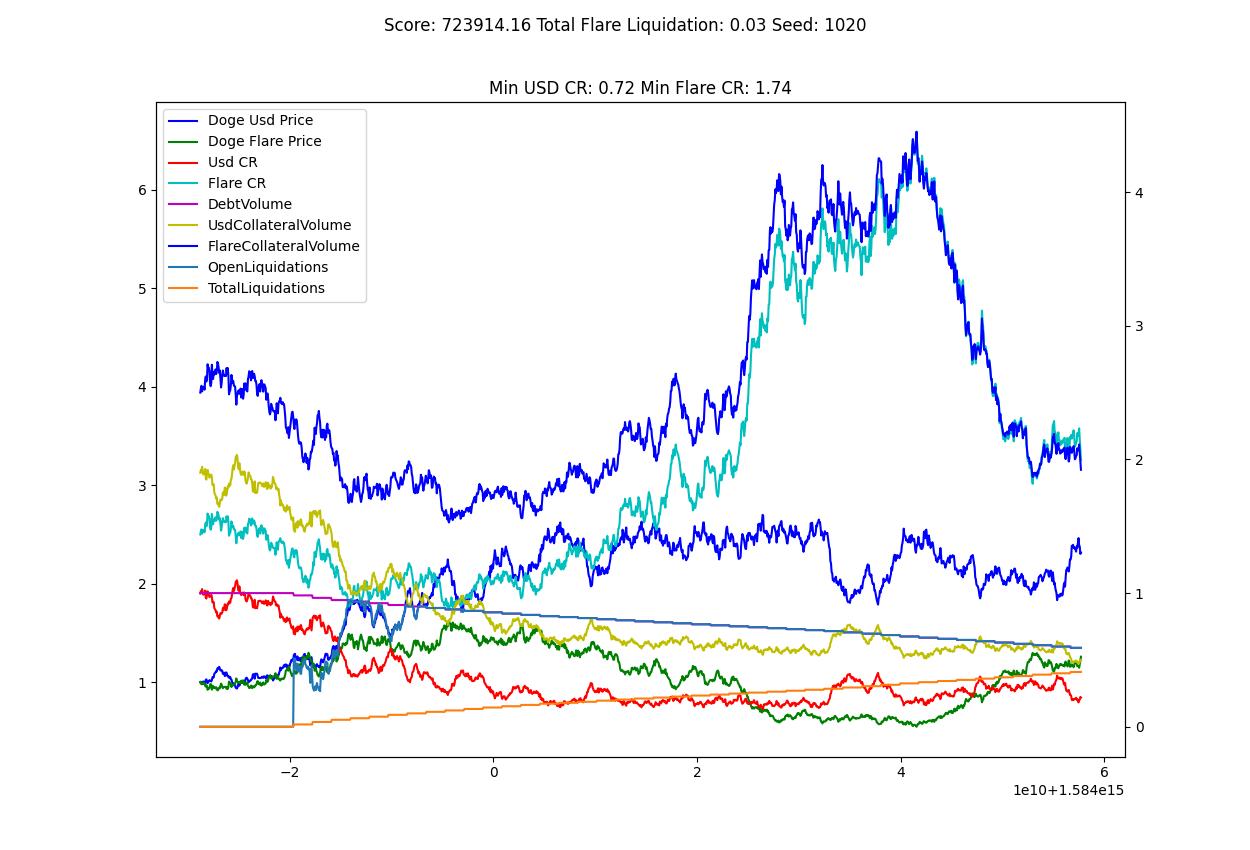 Score: 723914.16 Total Flare Liquidation: 0.03 Seed: 1020
Min USD CR: 0.72 Min Flare CR: 1.74
Doge Usd Price
Doge Flare Price
Usd CR
Flare CR
DebtVolume
UsdCollateralVolume
FlareCollateralVolume
OpenLiquidations
TotalLiquidations
6
5
4
3
2
1
4
3
2
1
0
−2
0
2
4
6
1e10+1.584e15